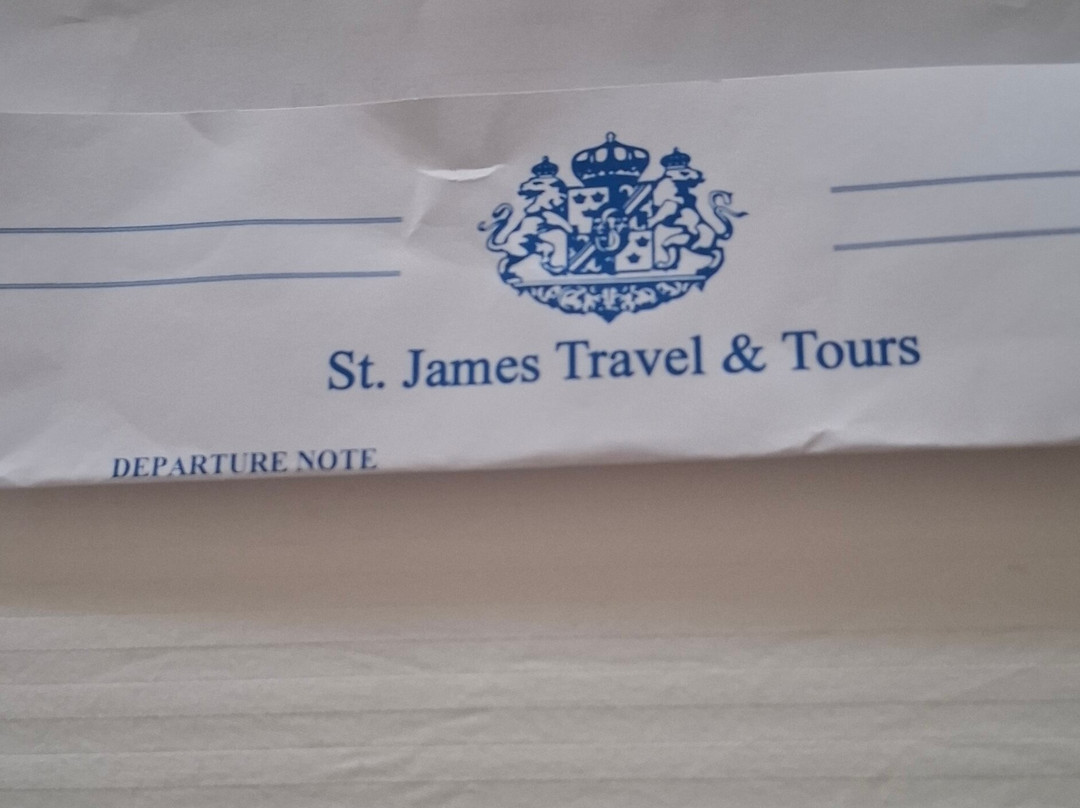 St. James Travel & Tours
DEPARTURE NOTE